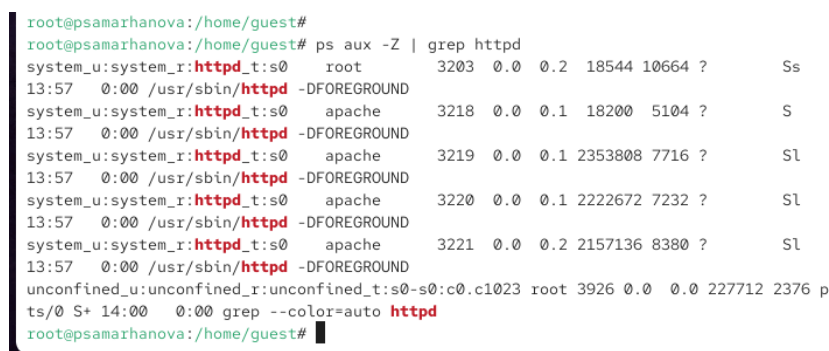 root@psamarhanova:/home/guest#
root@psamarhanova:/home/guest# ps aux -Z | grep httpd
system_u:system_r:httpd_t:s0    root        3203  0.0  0.2  18544 10664 ?        Ss
13:57   0:00 /usr/sbin/httpd -DFOREGROUND
system_u:system_r:httpd_t:s0    apache      3218  0.0  0.1  18200  5104 ?        S
13:57   0:00 /usr/sbin/httpd -DFOREGROUND
system_u:system_r:httpd_t:s0    apache      3219  0.0  0.1 2353808 7716 ?        Sl
13:57   0:00 /usr/sbin/httpd -DFOREGROUND
system_u:system_r:httpd_t:s0    apache      3220  0.0  0.1 2222672 7232 ?        Sl
13:57   0:00 /usr/sbin/httpd -DFOREGROUND
system_u:system_r:httpd_t:s0    apache      3221  0.0  0.2 2157136 8380 ?        Sl
13:57   0:00 /usr/sbin/httpd -DFOREGROUND
unconfined_u:unconfined_r:unconfined_t:s0-s0:c0.c1023 root 3926 0.0  0.0 227712 2376 p
ts/0 S+ 14:00   0:00 grep --color=auto httpd
root@psamarhanova:/home/guest#